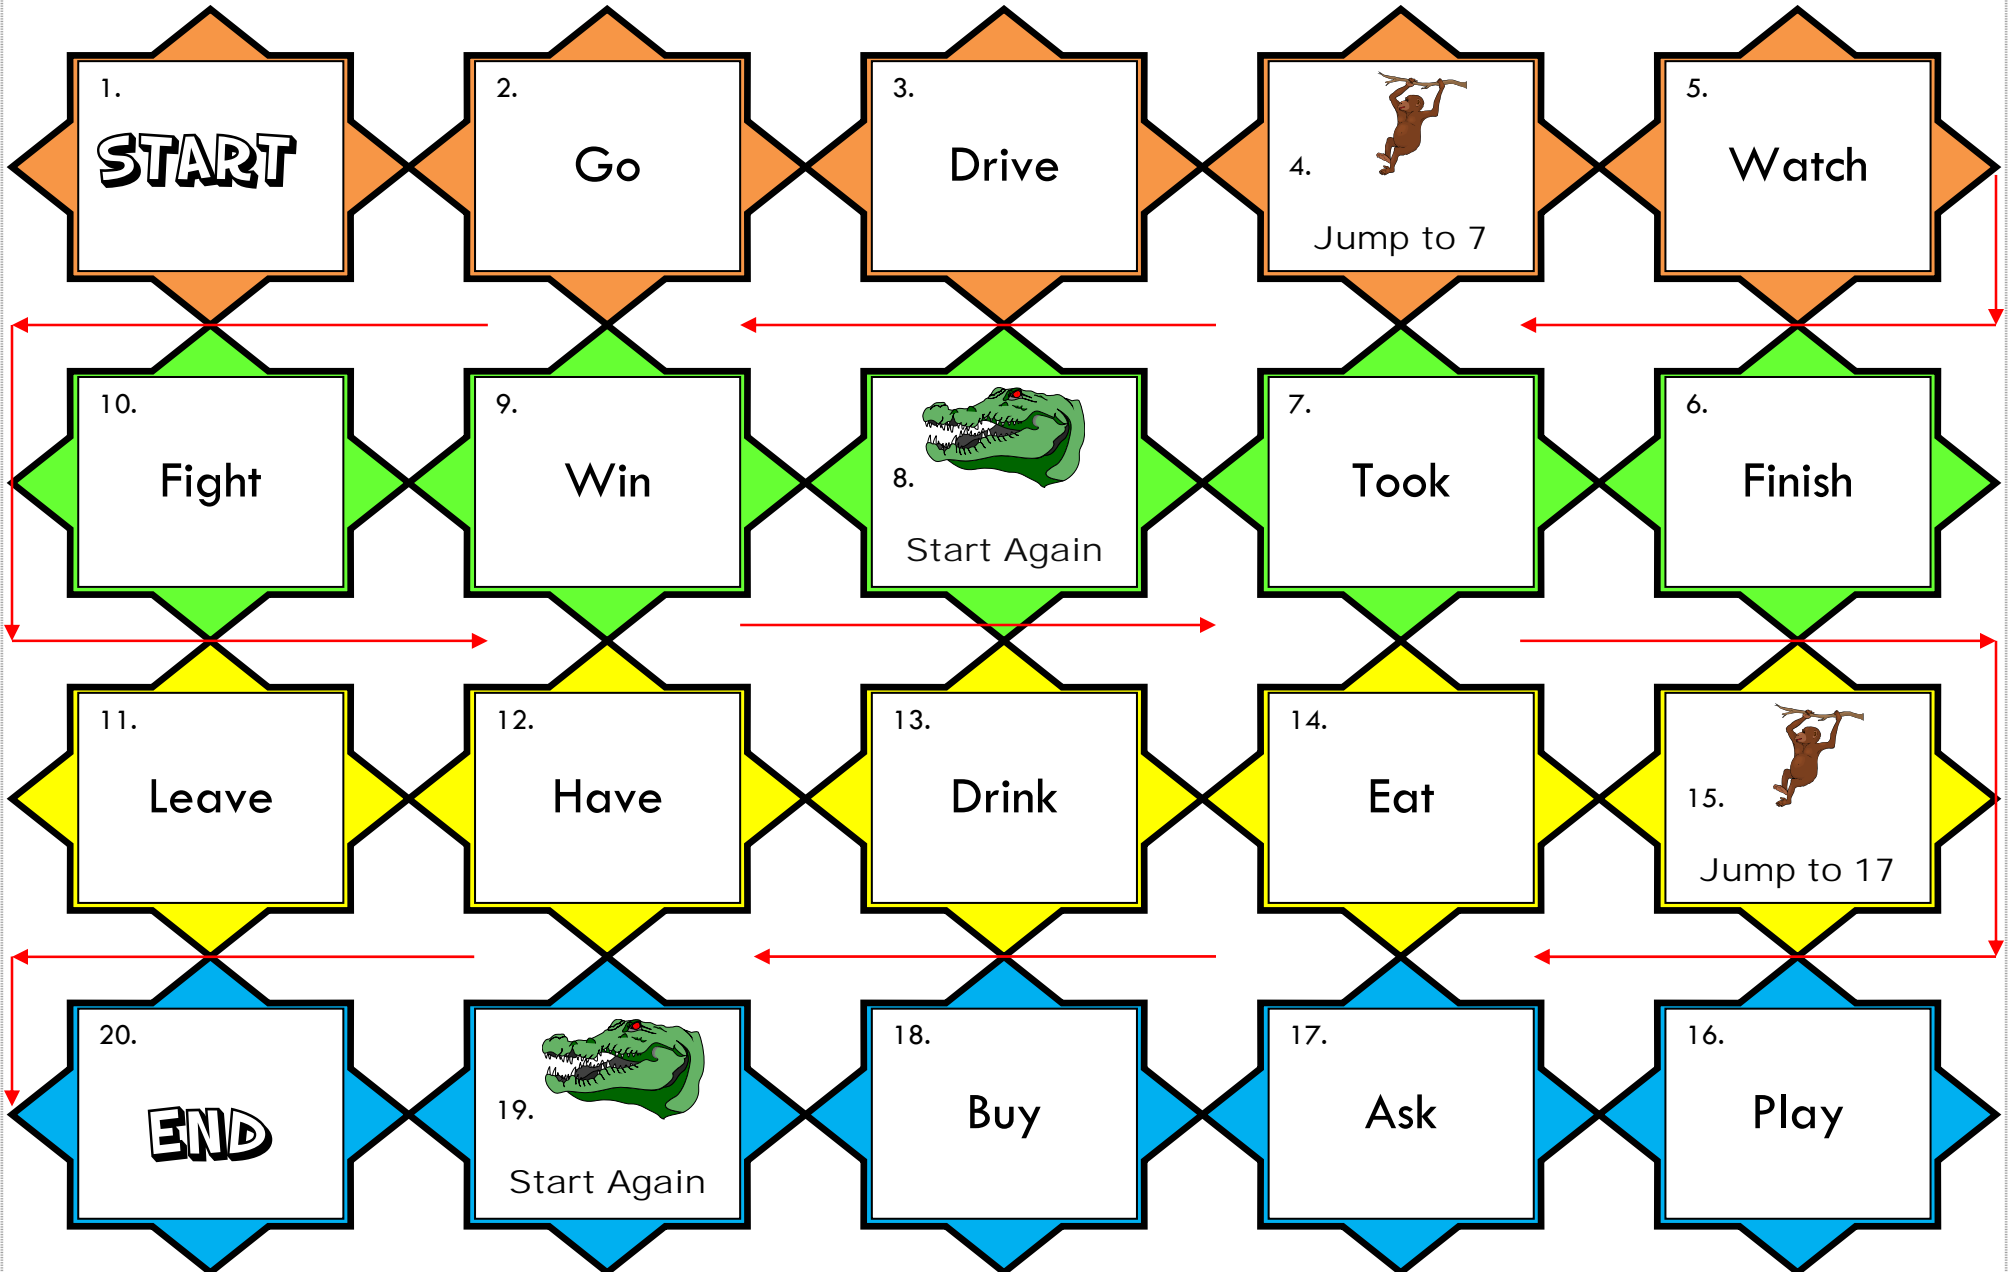 1.
START
2.
Go
3.
Drive
4.
Jump to 7
5.
Watch
10.
Fight
9.
Win
8.
Start Again
7.
Took
6.
Finish
11.
Leave
12.
Have
13.
Drink
14.
Eat
15.
Jump to 17
20.
END
19.
Start Again
18.
Buy
17.
Ask
16.
Play